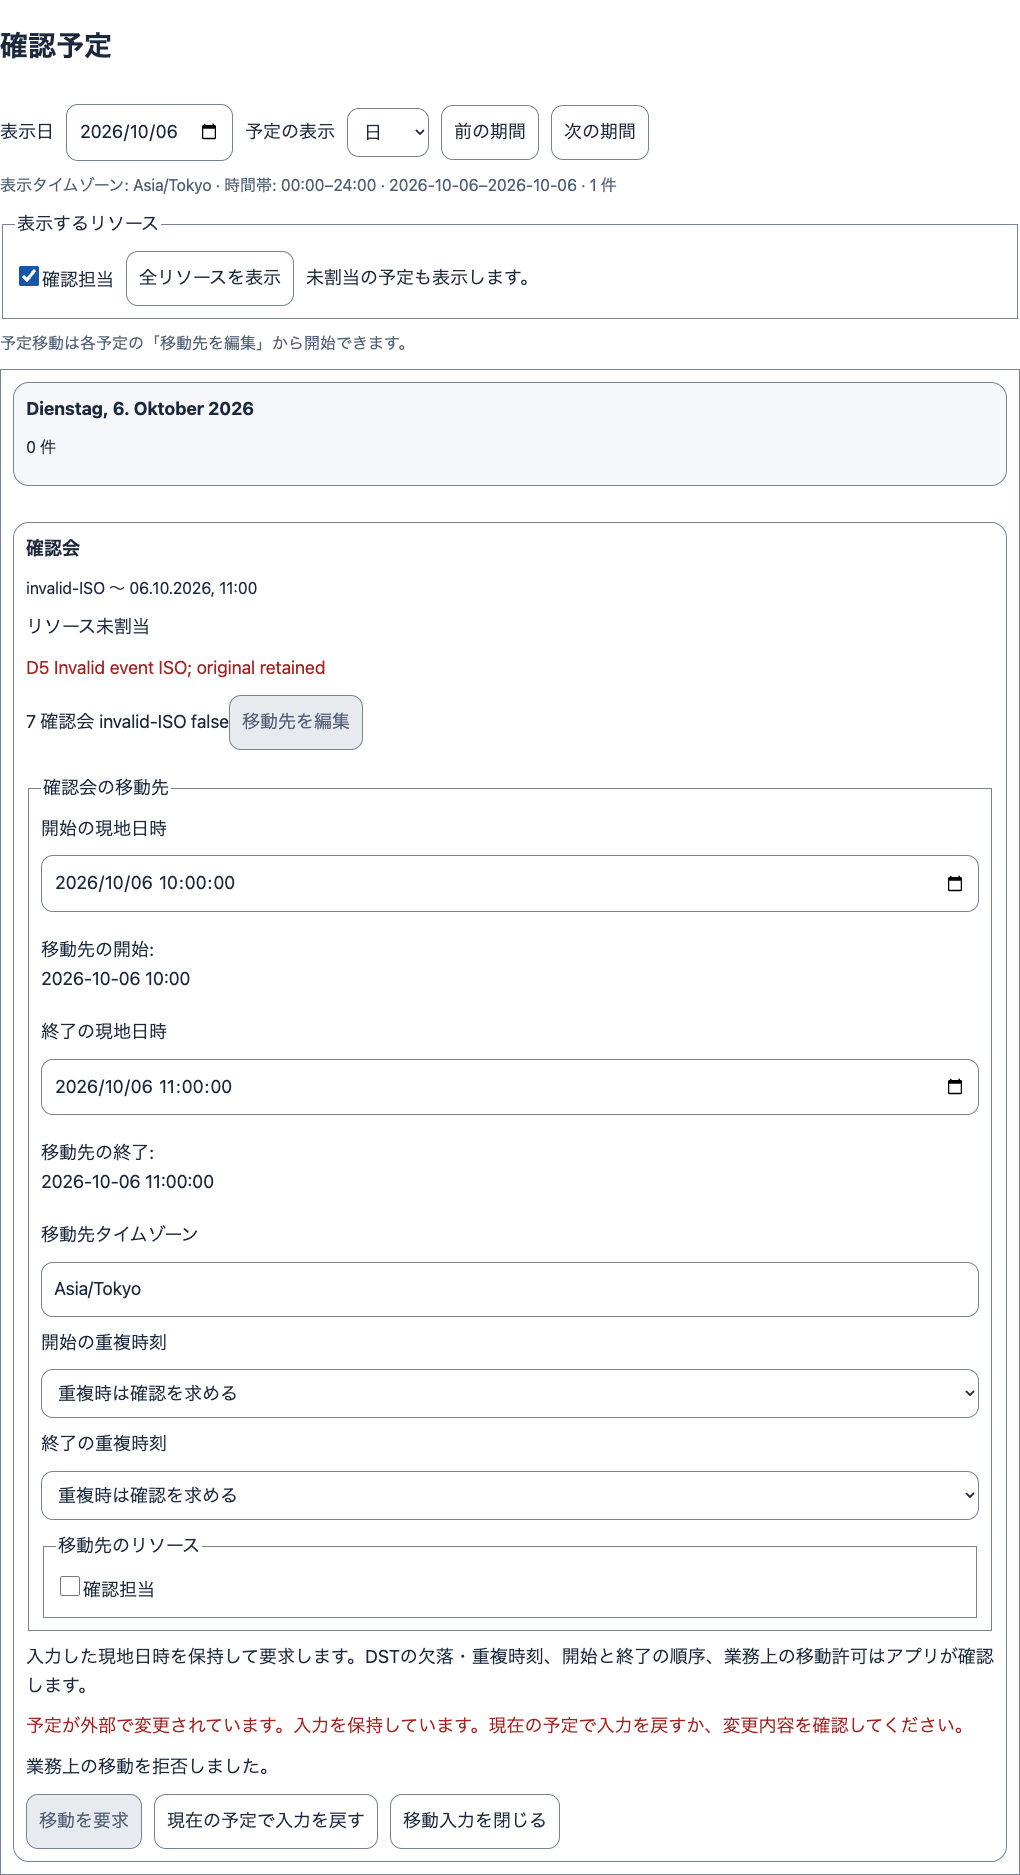 確認予定
表示日 2026/10/06 予定の表示 日 前の期間 次の期間
表示タイムゾーン: Asia/Tokyo · 時間帯: 00:00–24:00 · 2026-10-06–2026-10-06 · 1 件
表示するリソース
確認担当 全リソースを表示 未割当の予定も表示します。
予定移動は各予定の「移動先を編集」から開始できます。
Dienstag, 6. Oktober 2026
0 件
確認会
invalid-ISO ～ 06.10.2026, 11:00
リソース未割当
D5 Invalid event ISO; original retained
7 確認会 invalid-ISO false 移動先を編集
確認会の移動先
開始の現地日時
2026/10/06 10:00:00
移動先の開始:
2026-10-06 10:00
終了の現地日時
2026/10/06 11:00:00
移動先の終了:
2026-10-06 11:00:00
移動先タイムゾーン
Asia/Tokyo
開始の重複時刻
重複時は確認を求める
終了の重複時刻
重複時は確認を求める
移動先のリソース
確認担当
入力した現地日時を保持して要求します。DSTの欠落・重複時刻、開始と終了の順序、業務上の移動許可はアプリが確認
します。
予定が外部で変更されています。入力を保持しています。現在の予定で入力を戻すか、変更内容を確認してください。
業務上の移動を拒否しました。
移動を要求 現在の予定で入力を戻す 移動入力を閉じる